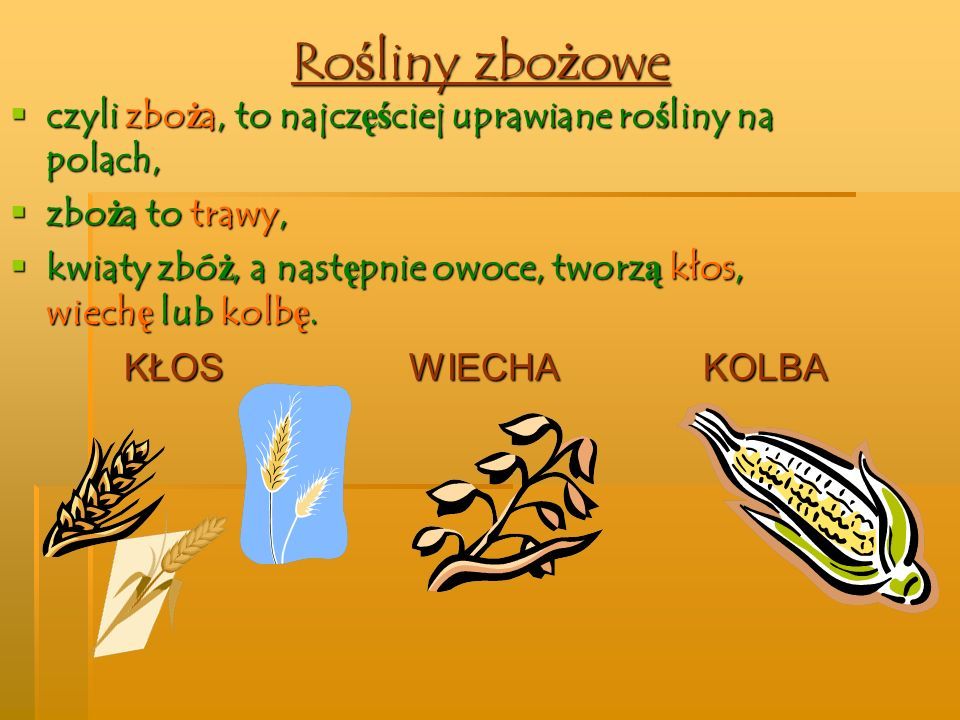 Rośliny zbożowe
▪ czyli zboża, to najczęściej uprawiane rośliny na
polach,
▪ zboża to trawy,
▪ kwiaty zbóż, a następnie owoce, tworzą kłos,
wiechę lub kolbę.
KŁOS WIECHA KOLBA